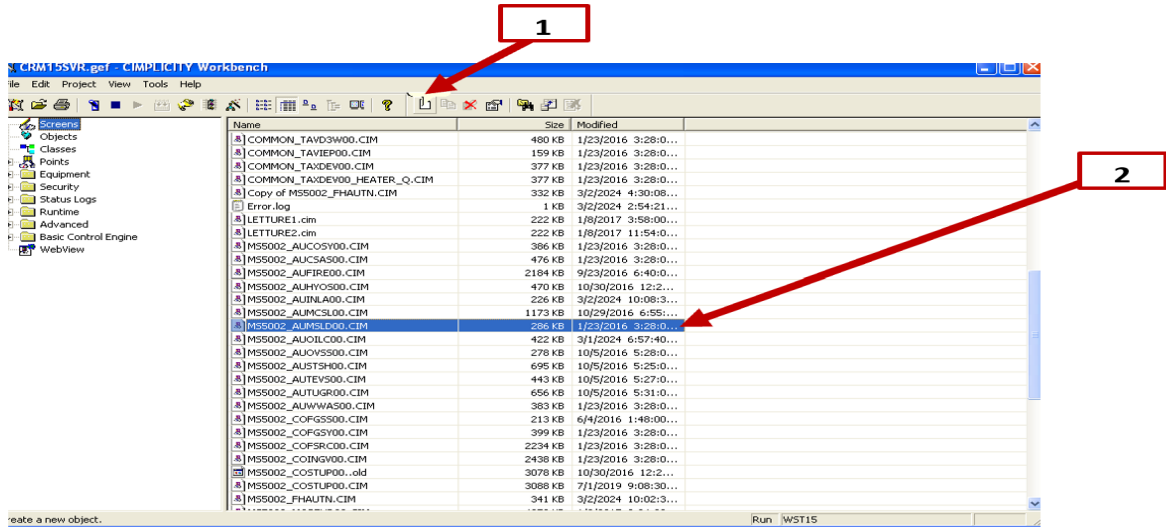 1
CRM15SVR.gef - CIMPLICITY Workbench
ile Edit Project View Tools Help
Screens
Objects
Classes
Points
Equipment
Security
Status Logs
Runtime
Advanced
Basic Control Engine
WebView
Name Size Modified
COMMON_TAVD3W00.CIM 480 KB 1/23/2016 3:28:0...
COMMON_TAVIEP00.CIM 159 KB 1/23/2016 3:28:0...
COMMON_TAXDEV00.CIM 377 KB 1/23/2016 3:28:0...
COMMON_TAXDEV00_HEATER_Q.CIM 377 KB 1/23/2016 3:28:0...
Copy of MS5002_FHAUTN.CIM 332 KB 3/2/2024 4:30:08...
Error.log 1 KB 3/2/2024 2:54:21...
LETTURE1.cim 222 KB 1/8/2017 3:58:00...
LETTURE2.cim 222 KB 1/8/2017 11:54:0...
MS5002_AUCOSY00.CIM 386 KB 1/23/2016 3:28:0...
MS5002_AUCSAS00.CIM 476 KB 1/23/2016 3:28:0...
MS5002_AUFIRE00.CIM 2184 KB 9/23/2016 6:40:0...
MS5002_AUHYOS00.CIM 470 KB 10/30/2016 12:2...
MS5002_AUINLA00.CIM 226 KB 3/2/2024 10:08:3...
MS5002_AUMCSL00.CIM 1173 KB 10/29/2016 6:55:...
MS5002_AUMSLD00.CIM 286 KB 1/23/2016 3:28:0...
MS5002_AUOILC00.CIM 422 KB 3/1/2024 6:57:40...
MS5002_AUOVSS00.CIM 278 KB 10/5/2016 5:28:0...
MS5002_AUSTSH00.CIM 695 KB 10/5/2016 5:25:0...
MS5002_AUTEVS00.CIM 443 KB 10/5/2016 5:27:0...
MS5002_AUTUGR00.CIM 656 KB 10/5/2016 5:31:0...
MS5002_AUWWAS00.CIM 383 KB 1/23/2016 3:28:0...
MS5002_COFGSS00.CIM 213 KB 6/4/2016 1:48:00...
MS5002_COFGSY00.CIM 399 KB 1/23/2016 3:28:0...
MS5002_COFSRC00.CIM 2234 KB 1/23/2016 3:28:0...
MS5002_COINGV00.CIM 2438 KB 1/23/2016 3:28:0...
MS5002_COSTUP00..old 3078 KB 10/30/2016 12:2...
MS5002_COSTUP00.CIM 3088 KB 7/1/2019 9:08:30...
MS5002_FHAUTN.CIM 341 KB 3/2/2024 10:02:3...
2
reate a new object.
Run WST15